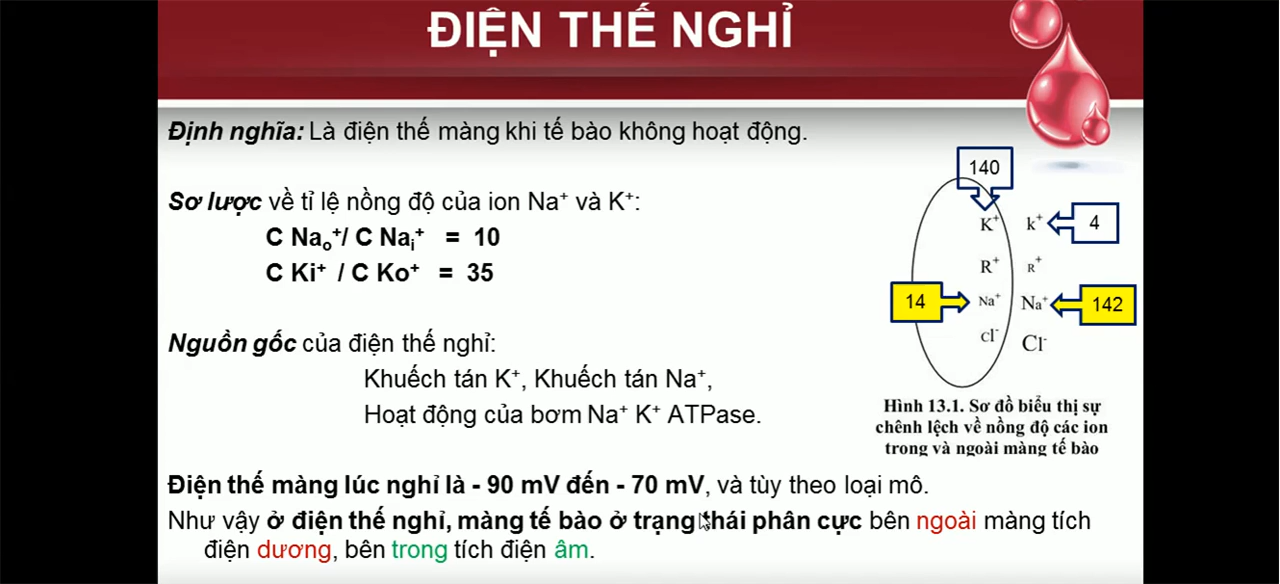 ĐIỆN THẾ NGHỈ
Định nghĩa: Là điện thế màng khi tế bào không hoạt động.
Sơ lược về tỉ lệ nồng độ của ion Na⁺ và K⁺:
C Naₒ⁺/ C Naᵢ⁺ = 10
C Ki⁺ / C Ko⁺ = 35
Nguồn gốc của điện thế nghỉ:
Khuếch tán K⁺, Khuếch tán Na⁺,
Hoạt động của bơm Na⁺ K⁺ ATPase.
140
K⁺ k⁺ 4
R⁺ R⁺
14 Na⁺ Na⁺ 142
Cl⁻ Cl⁻
Hình 13.1. Sơ đồ biểu thị sự
chênh lệch về nồng độ các ion
trong và ngoài màng tế bào
Điện thế màng lúc nghỉ là - 90 mV đến - 70 mV, và tùy theo loại mô.
Như vậy ở điện thế nghỉ, màng tế bào ở trạng thái phân cực bên ngoài màng tích
điện dương, bên trong tích điện âm.